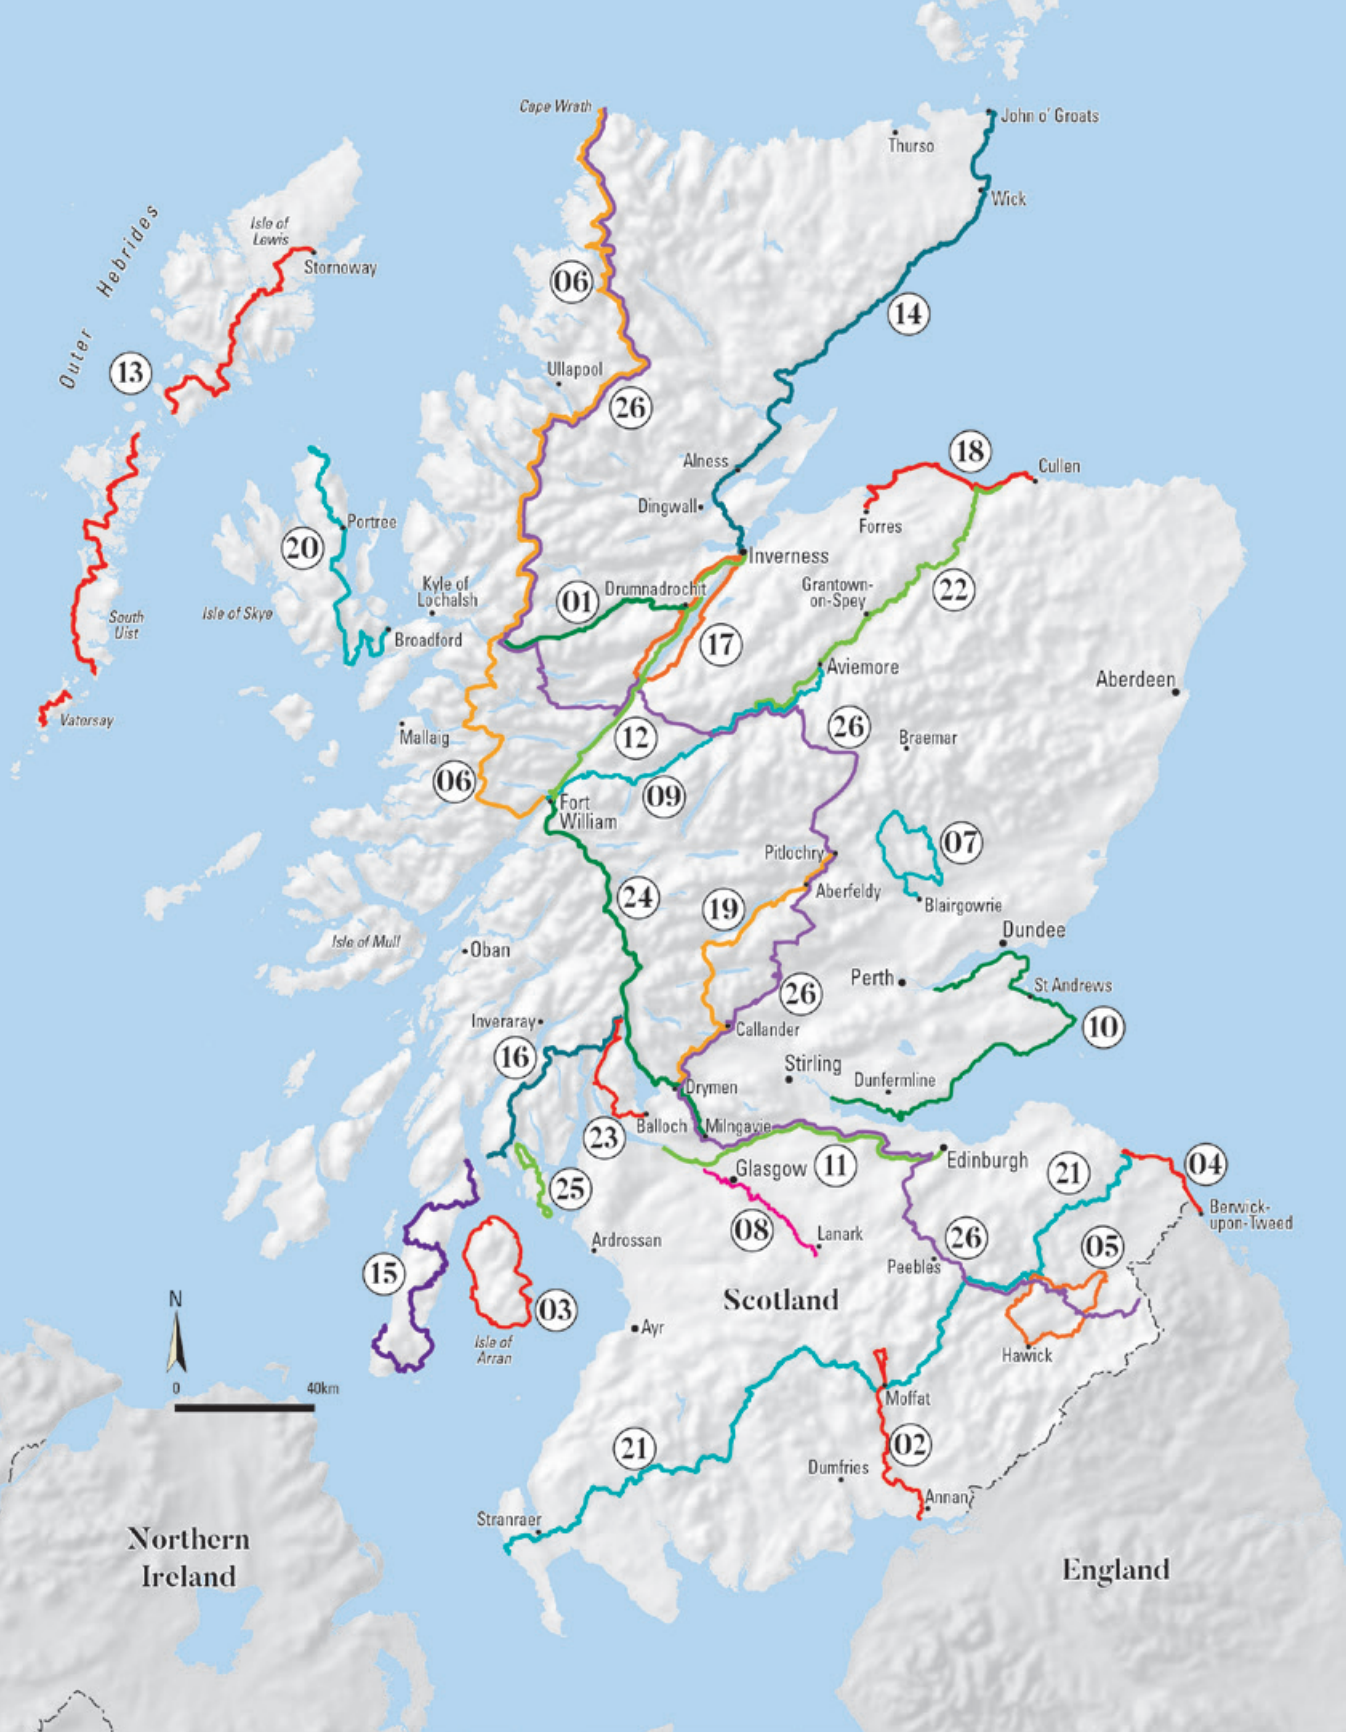 Cape Wrath
John o' Groats
Thurso
Wick
Isle of
Lewis
Stornoway
Outer Hebrides
06
14
13
Ullapool
26
18
Cullen
Alness
Dingwall
Forres
Portree
20
Inverness
Kyle of
Lochalsh
Drumnadrochit
Grantown-
on-Spey
22
01
Isle of Skye
South
Uist
Broadford
17
Aviemore
Aberdeen
Vatersay
Mallaig
12
26
Braemar
06
09
Fort
William
07
Pitlochry
24
19
Aberfeldy
Blairgowrie
Isle of Mull
Oban
Dundee
Perth
26
St Andrews
Inveraray
Callander
10
16
Stirling
Drymen
Dunfermline
23
Balloch
Milngavie
25
Glasgow
11
Edinburgh
21
04
Berwick-
upon-Tweed
08
Lanark
Ardrossan
26
05
Peebles
15
03
Scotland
N
Isle of
Arran
Ayr
Hawick
0
40km
Moffat
21
02
Dumfries
Annan
Stranraer
Northern
Ireland
England